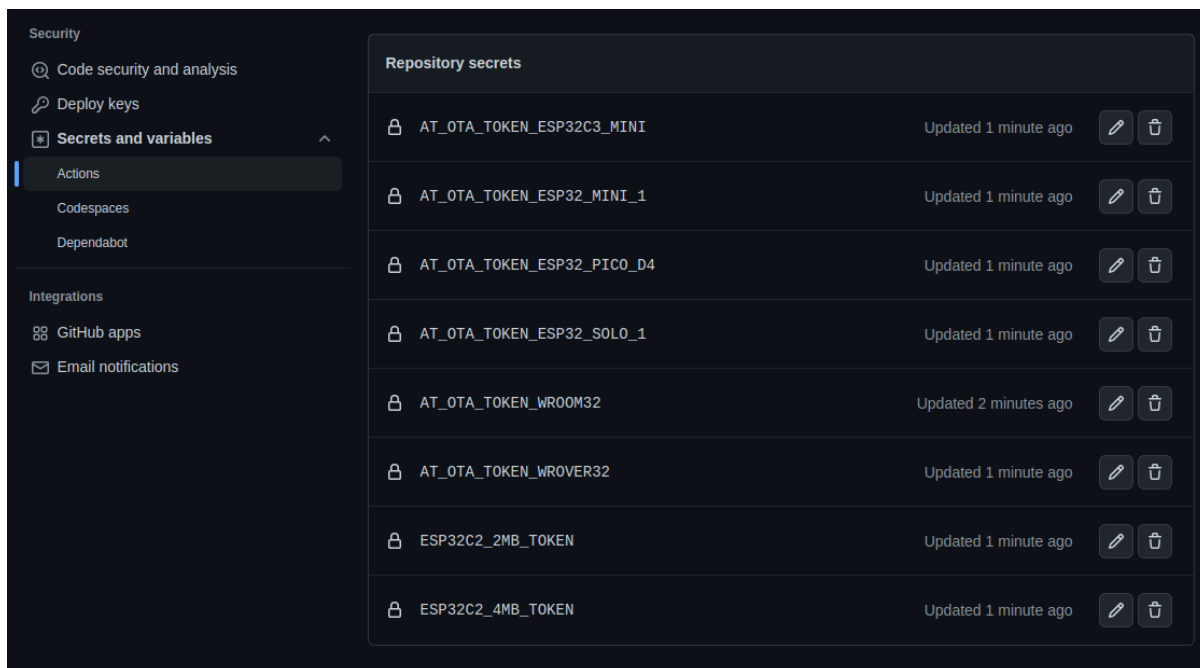 Security
Code security and analysis
Deploy keys
Secrets and variables
Actions
Codespaces
Dependabot
Integrations
GitHub apps
Email notifications
Repository secrets
AT_OTA_TOKEN_ESP32C3_MINI Updated 1 minute ago
AT_OTA_TOKEN_ESP32_MINI_1 Updated 1 minute ago
AT_OTA_TOKEN_ESP32_PICO_D4 Updated 1 minute ago
AT_OTA_TOKEN_ESP32_SOLO_1 Updated 1 minute ago
AT_OTA_TOKEN_WROOM32 Updated 2 minutes ago
AT_OTA_TOKEN_WROVER32 Updated 1 minute ago
ESP32C2_2MB_TOKEN Updated 1 minute ago
ESP32C2_4MB_TOKEN Updated 1 minute ago